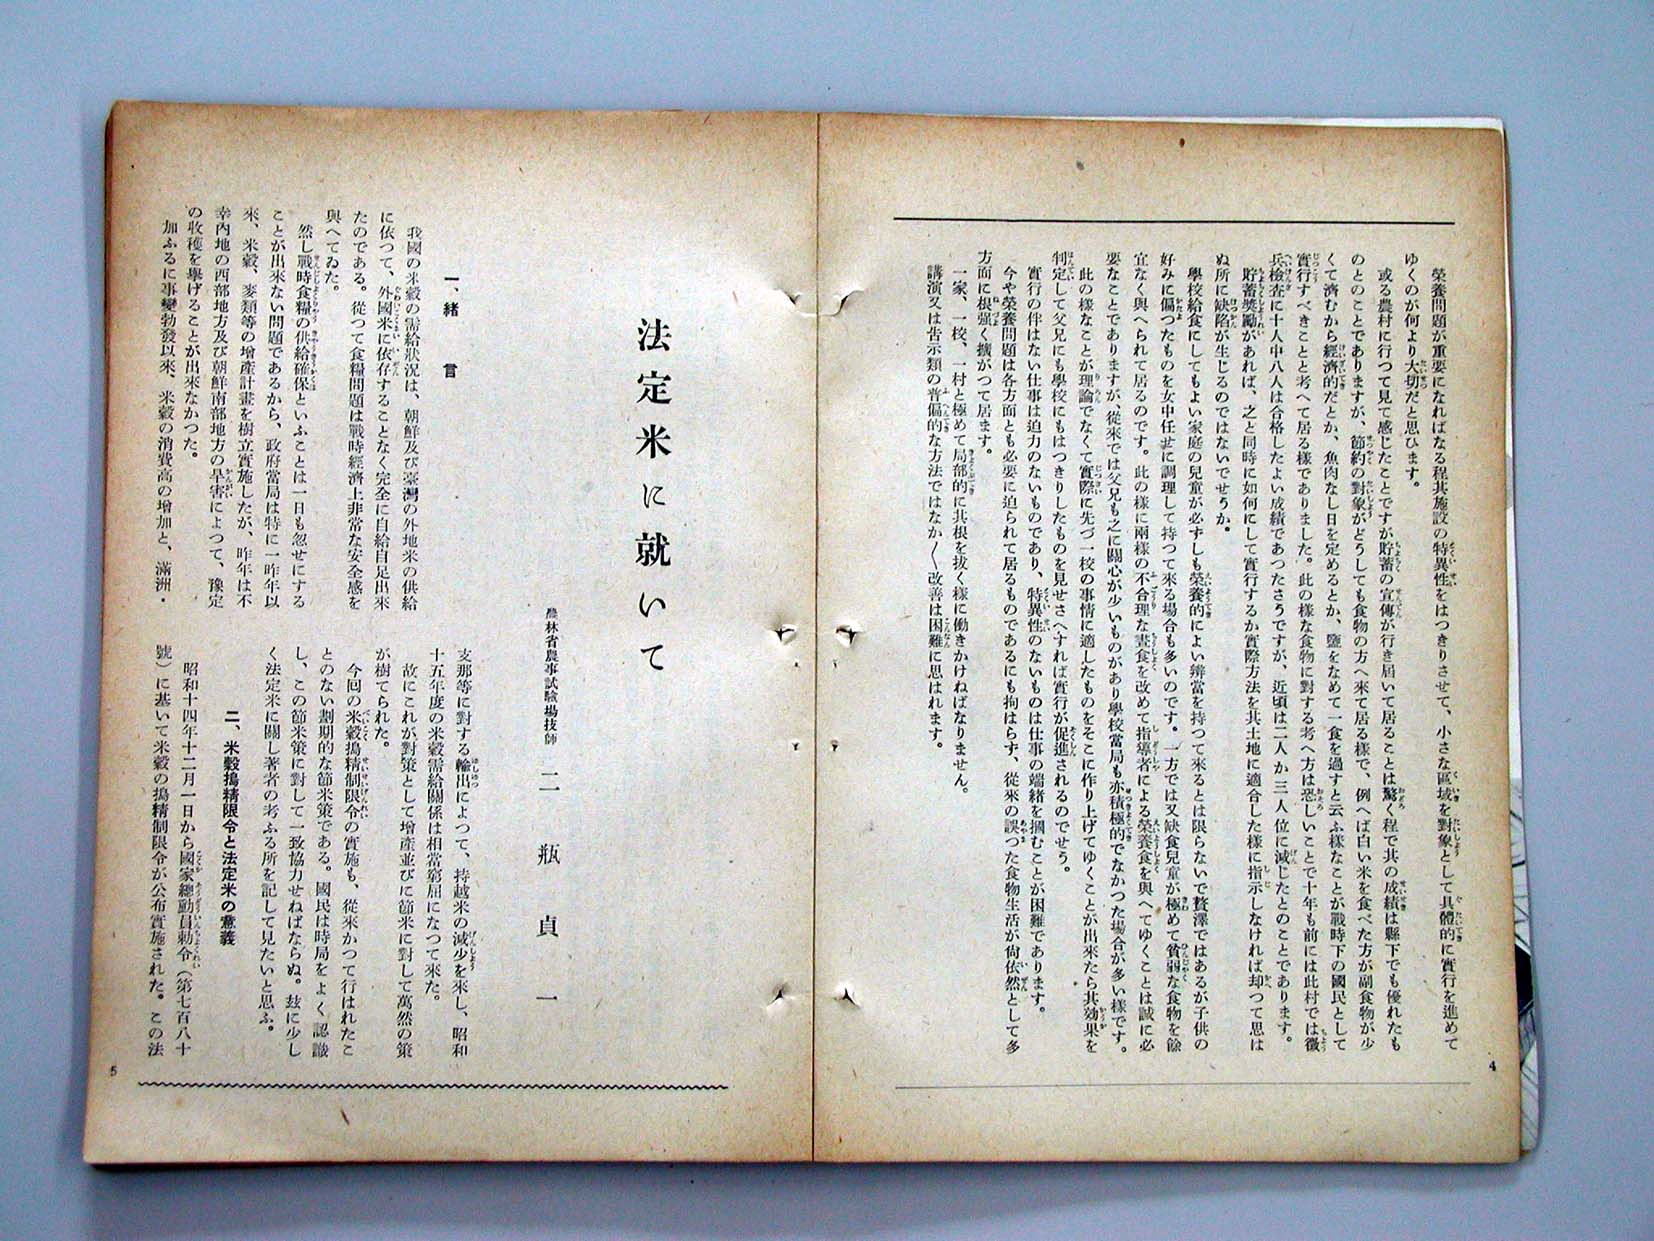 榮養問題が重要になればなる程其施設の特異性をはつきりさせて、小さな區域を對象として具體的に實行を進めて
ゆくのが何より大切だと思ひます。
或る農村に行つて見て感じたことですが貯蓄の宣傳が行き届いて居ることは驚く程で其の成績は縣下でも優れたも
のとのことでありますが、節約の對象がどうしても食物の方へ來て居る樣で、例へば白い米を食べた方が副食物が少
くて濟むから經濟的だとか、魚肉なし日を定めるとか、鹽をなめて一食を過すと云ふ樣なことが戰時下の國民として
實行すべきことと考へて居る樣でありました。此の樣な食物に對する考へ方は恐しいことで十年も前には此村では徴
兵檢査に十人中八人は合格したよい成績であつたさうですが、近頃は二人か三人位に減じたとのことであります。
貯蓄奬勵があれば、之と同時に如何にして實行するか實際方法を其土地に適合した樣に指示しなければ却つて思は
ぬ所に缺陷が生じるのではないでせうか。
學校給食にしてもよい家庭の兒童が必ずしも榮養的によい辨當を持つて來るとは限らないで贅澤ではあるが子供の
好みに偏つたものを女中任せに調理して持つて來る場合も多いのです。一方では又缺食兒童が極めて貧弱な食物を餘
宜なく與へられて居るのです。此の樣に兩樣の不合理な晝食を改めて指導者による榮養食を與へてゆくことは誠に必
要なことでありますが、從來では父兄も之に關心が少いものがあり學校當局も亦積極的でなかつた場合が多い樣です。
此の樣なことが理論でなくて實際に先づ一校の事情に適したものをそこに作り上げてゆくことが出來たら其効果を
制定して父兄にも學校にもはつきりしたものを見せさへすれば實行が促進されるのでせう。
實行の伴はない仕事は迫力のないものであり、特異性のないものは仕事の端緒を摑むことが困難であります。
今や榮養問題は各方面とも必要に迫られて居るものであるにも拘はらず、從來の誤つた食物生活が尙依然として多
方面に根强く擴がつて居ます。
一家、一校、一村と極めて局部的に其根を拔く樣に働きかけねばなりません。
講演又は告示類の普偏的な方法ではなか〱改善は困難に思はれます。
4
法定米に就いて
農林省農事試驗場技師 二瓶貞一
一、緒言
我國の米穀の需給狀況は、朝鮮及び臺灣の外地米の供給
に依つて、外國米に依存することなく完全に自給自足出來
たのである。從つて食糧問題は戰時經濟上非常な安全感を
與へてゐた。
然し戰時食糧の供給確保といふことは一日も忽せにする
ことが出來ない問題であるから、政府當局は特に一昨年以
來、米穀、麥類等の增產計畫を樹立實施したが、昨年は不
幸內地の西部地方及び朝鮮南部地方の旱害によつて、豫定
の收穫を擧げることが出來なかつた。
加ふるに事變勃發以來、米穀の消費高の增加と、滿洲・
支那等に對する輸出によつて、持越米の減少を來し、昭和
十五年度の米穀需給關係は相當窮屈になつて來た。
故にこれが對策として增產並びに節米に對して萬然の策
が樹てられた。
今回の米穀搗精制限令の實施も、從來かつて行はれたこ
とのない劃期的な節米策である。國民は時局をよく認識
し、この節米策に對して一致協力せねばならぬ。玆に少し
く法定米に關し著者の考ふる所を記して見たいと思ふ。
二、米穀搗精限令と法定米の意義
昭和十四年十二月一日から國家總動員勅令（第七百八十
號）に基いて米穀の搗精制限令が公布實施された。この法
5